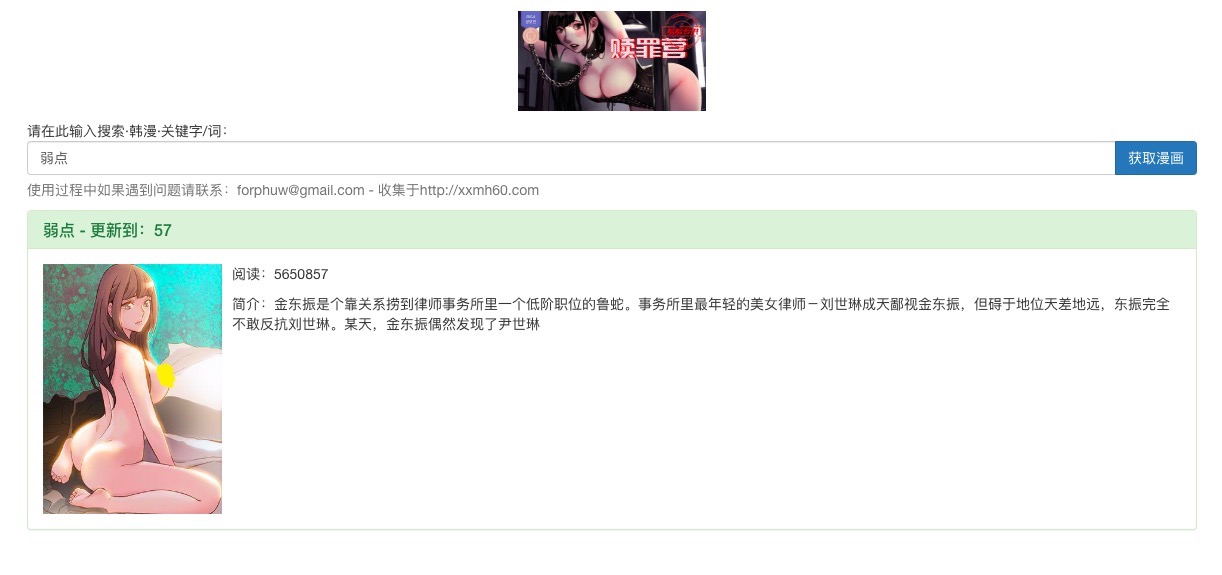 赎罪营
请在此输入搜索·韩漫·关键字/词：
弱点
获取漫画
使用过程中如果遇到问题请联系：forphuw@gmail.com - 收集于http://xxmh60.com
弱点 - 更新到：57
阅读：5650857
简介：金东振是个靠关系捞到律师事务所里一个低阶职位的鲁蛇。事务所里最年轻的美女律师－刘世琳成天鄙视金东振，但碍于地位天差地远，东振完全
不敢反抗刘世琳。某天，金东振偶然发现了尹世琳